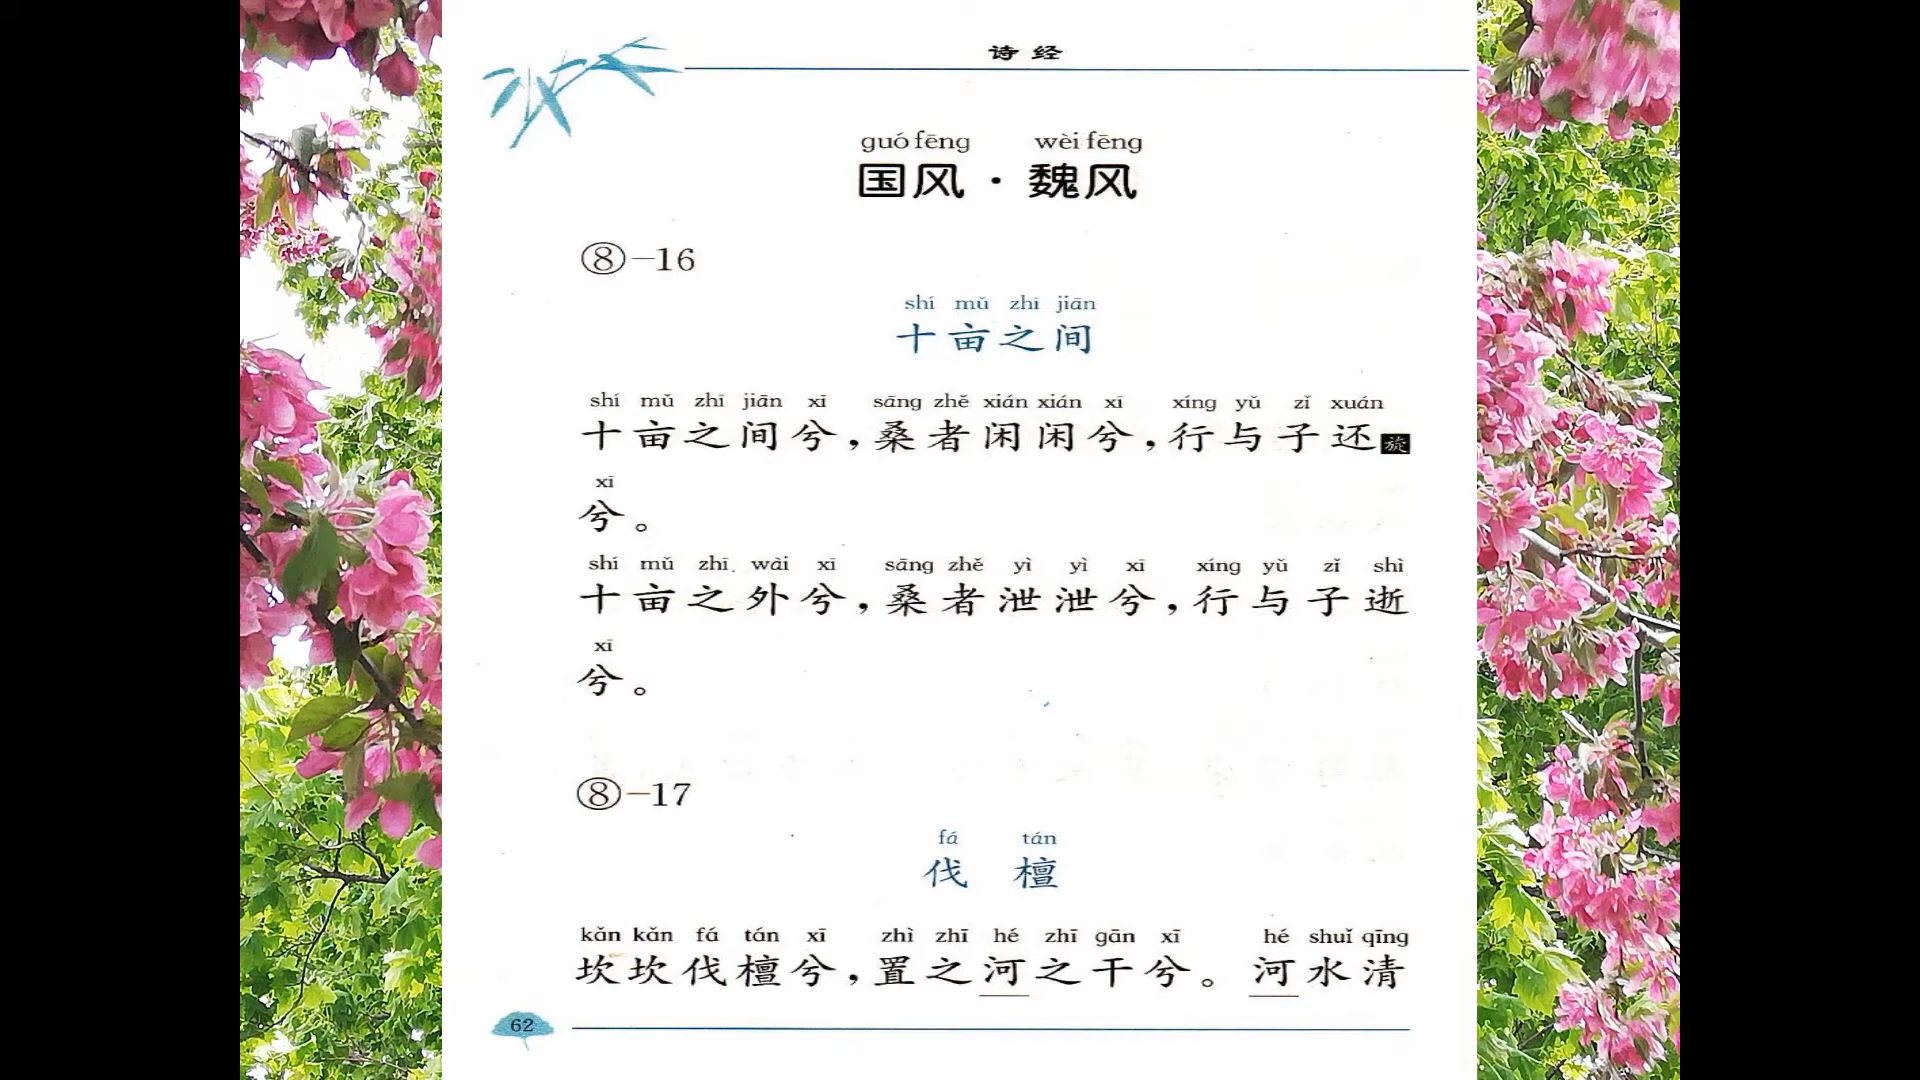 诗经
guó fēng wèi fēng
国风·魏风
⑧-16
shí mǔ zhī jiān
十亩之间
shí mǔ zhī jiān xī sāng zhě xián xián xī xíng yǔ zǐ xuán
十亩之间兮，桑者闲闲兮，行与子还旋
xī
兮。
shí mǔ zhī wài xī sāng zhě yì yì xī xíng yǔ zǐ shì
十亩之外兮，桑者泄泄兮，行与子逝
xī
兮。
⑧-17
fá tán
伐檀
kǎn kǎn fá tán xī zhì zhī hé zhī gān xī hé shuǐ qīng
坎坎伐檀兮，置之河之干兮。河水清
62